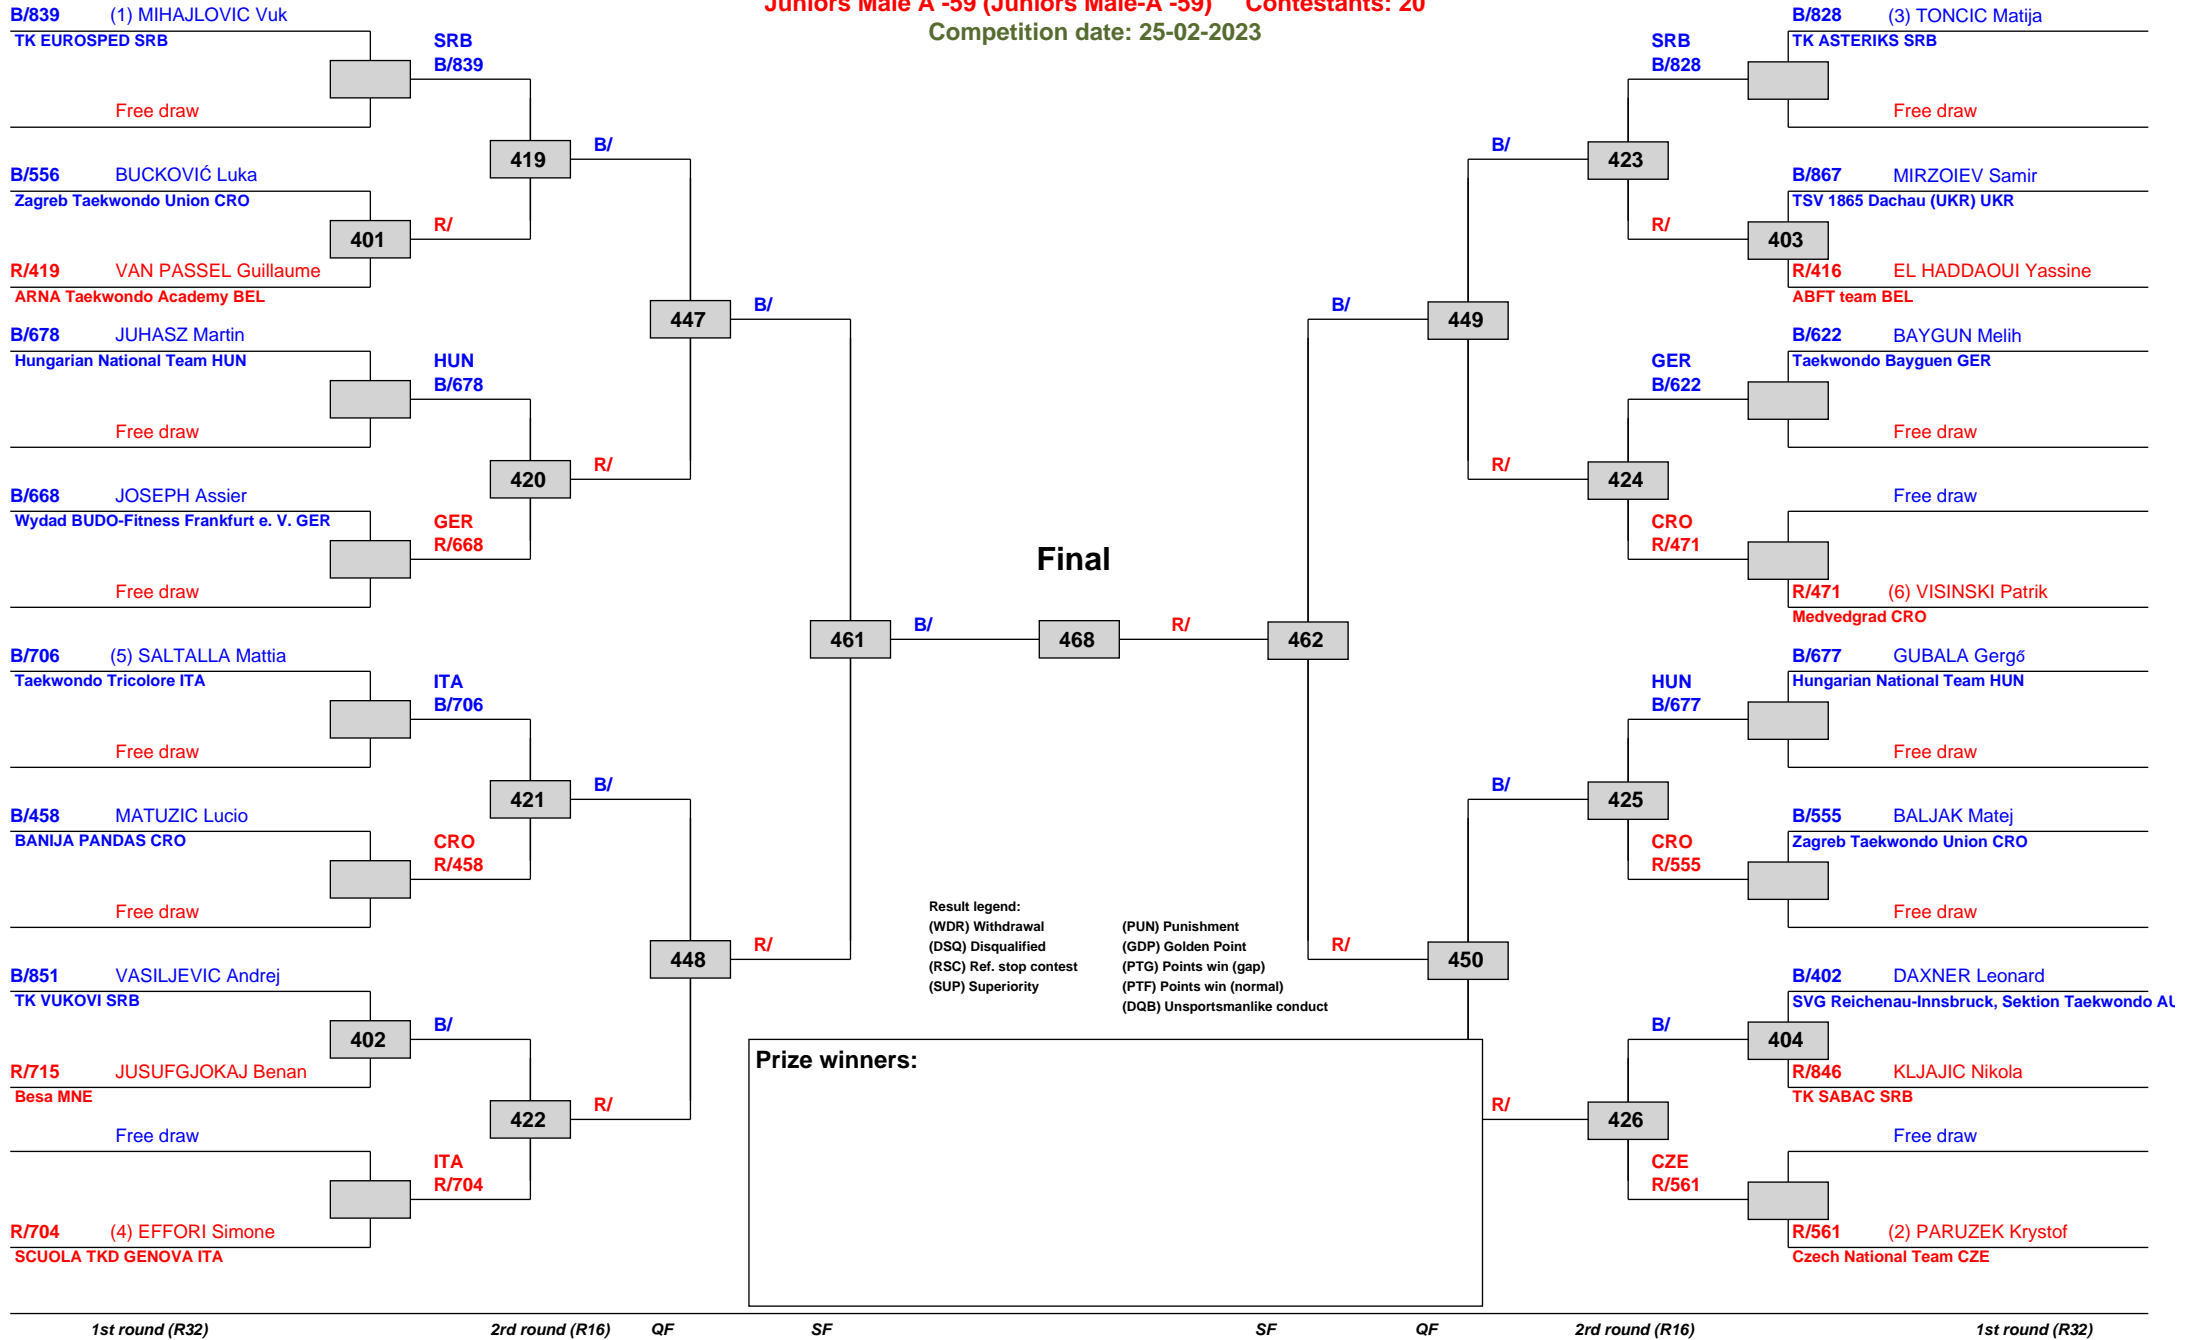 Juniors Male A -59 (Juniors Male-A -59) Contestants: 20
Competition date: 25-02-2023
B/839 (1) MIHAJLOVIC Vuk
TK EUROSPED SRB
Free draw
SRB
B/839
B/556 BUCKOVIĆ Luka
Zagreb Taekwondo Union CRO
401
R/
R/419 VAN PASSEL Guillaume
ARNA Taekwondo Academy BEL
419
B/
B/678 JUHASZ Martin
Hungarian National Team HUN
Free draw
HUN
B/678
B/668 JOSEPH Assier
Wydad BUDO-Fitness Frankfurt e. V. GER
Free draw
GER
R/668
420
R/
447
B/
B/706 (5) SALTALLA Mattia
Taekwondo Tricolore ITA
Free draw
ITA
B/706
B/458 MATUZIC Lucio
BANIJA PANDAS CRO
Free draw
CRO
R/458
421
B/
B/851 VASILJEVIC Andrej
TK VUKOVI SRB
402
B/
R/715 JUSUFGJOKAJ Benan
Besa MNE
Free draw
ITA
R/704
R/704 (4) EFFORI Simone
SCUOLA TKD GENOVA ITA
422
R/
448
R/
461
B/
Final
468
R/
462
B/828 (3) TONCIC Matija
TK ASTERIKS SRB
Free draw
SRB
B/828
B/867 MIRZOIEV Samir
TSV 1865 Dachau (UKR) UKR
403
R/
R/416 EL HADDAOUI Yassine
ABFT team BEL
423
B/
B/622 BAYGUN Melih
Taekwondo Bayguen GER
Free draw
GER
B/622
Free draw
CRO
R/471
R/471 (6) VISINSKI Patrik
Medvedgrad CRO
424
R/
449
B/
B/677 GUBALA Gergő
Hungarian National Team HUN
Free draw
HUN
B/677
B/555 BALJAK Matej
Zagreb Taekwondo Union CRO
Free draw
CRO
R/555
425
B/
B/402 DAXNER Leonard
SVG Reichenau-Innsbruck, Sektion Taekwondo
404
B/
R/846 KLJAJIC Nikola
TK SABAC SRB
Free draw
CZE
R/561
R/561 (2) PARUZEK Krystof
Czech National Team CZE
426
R/
450
R/
Result legend:
(WDR) Withdrawal
(DSQ) Disqualified
(RSC) Ref. stop contest
(SUP) Superiority
(PUN) Punishment
(GDP) Golden Point
(PTG) Points win (gap)
(PTF) Points win (normal)
(DQB) Unsportsmanlike conduct
Prize winners:
1st round (R32) 2rd round (R16) QF SF SF QF 2rd round (R16) 1st round (R32)